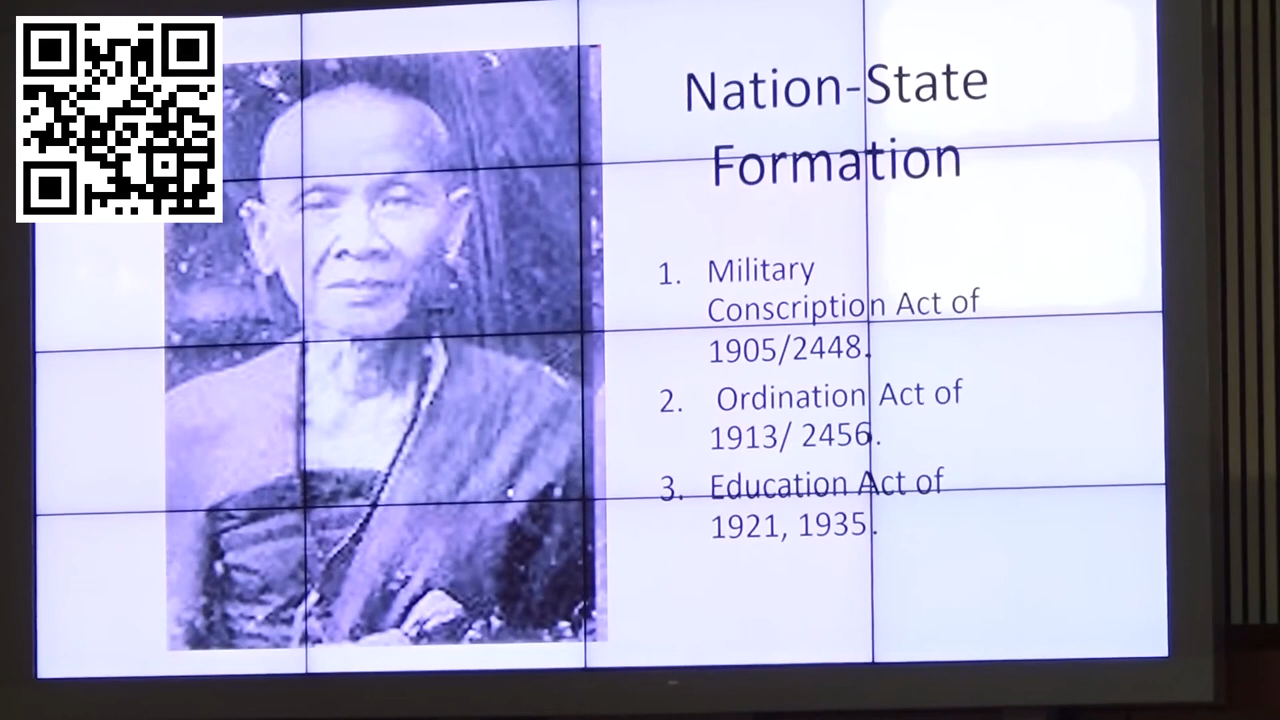 Nation-State
Formation
1. Military
Conscription Act of
1905/2448.
2. Ordination Act of
1913/ 2456.
3. Education Act of
1921, 1935.